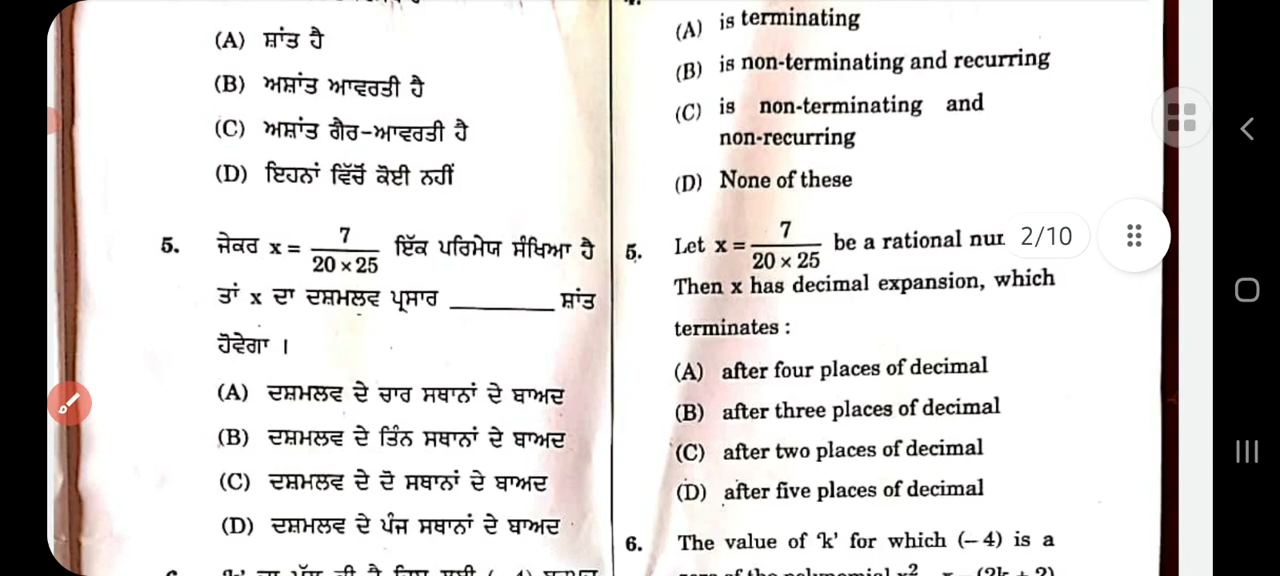 (A) ਸ਼ਾਂਤ ਹੈ
(B) ਅਸ਼ਾਂਤ ਆਵਰਤੀ ਹੈ
(C) ਅਸ਼ਾਂਤ ਗੈਰ-ਆਵਰਤੀ ਹੈ
(D) ਇਹਨਾਂ ਵਿੱਚੋਂ ਕੋਈ ਨਹੀਂ
5. ਜੇਕਰ x = 7 / 20 × 25 ਇੱਕ ਪਰਿਮੇਯ ਸੰਖਿਆ ਹੈ
ਤਾਂ x ਦਾ ਦਸ਼ਮਲਵ ਪ੍ਰਸਾਰ ________ ਸ਼ਾਂਤ
ਹੋਵੇਗਾ ।
(A) ਦਸ਼ਮਲਵ ਦੇ ਚਾਰ ਸਥਾਨਾਂ ਦੇ ਬਾਅਦ
(B) ਦਸ਼ਮਲਵ ਦੇ ਤਿੰਨ ਸਥਾਨਾਂ ਦੇ ਬਾਅਦ
(C) ਦਸ਼ਮਲਵ ਦੇ ਦੋ ਸਥਾਨਾਂ ਦੇ ਬਾਅਦ
(D) ਦਸ਼ਮਲਵ ਦੇ ਪੰਜ ਸਥਾਨਾਂ ਦੇ ਬਾਅਦ
(A) is terminating
(B) is non-terminating and recurring
(C) is non-terminating and
non-recurring
(D) None of these
5. Let x = 7 / 20 × 25 be a rational
Then x has decimal expansion, which
terminates :
(A) after four places of decimal
(B) after three places of decimal
(C) after two places of decimal
(D) after five places of decimal
6. The value of ‘k’ for which (– 4) is a
2/10